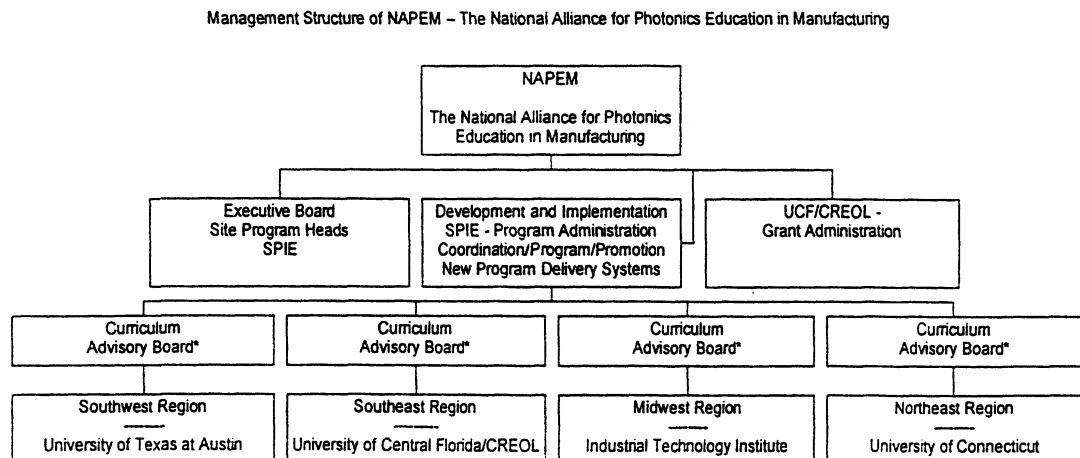 Management Structure of NAPEM – The National Alliance for Photonics Education in Manufacturing
NAPEM
The National Alliance for Photonics
Education in Manufacturing
Executive Board
Site Program Heads
SPIE
Development and Implementation
SPIE - Program Administration
Coordination/Program/Promotion
New Program Delivery Systems
UCF/CREOL -
Grant Administration
Curriculum
Advisory Board*
Curriculum
Advisory Board*
Curriculum
Advisory Board*
Curriculum
Advisory Board*
Southwest Region
University of Texas at Austin
Southeast Region
University of Central Florida/CREOL
Midwest Region
Industrial Technology Institute
Northeast Region
University of Connecticut